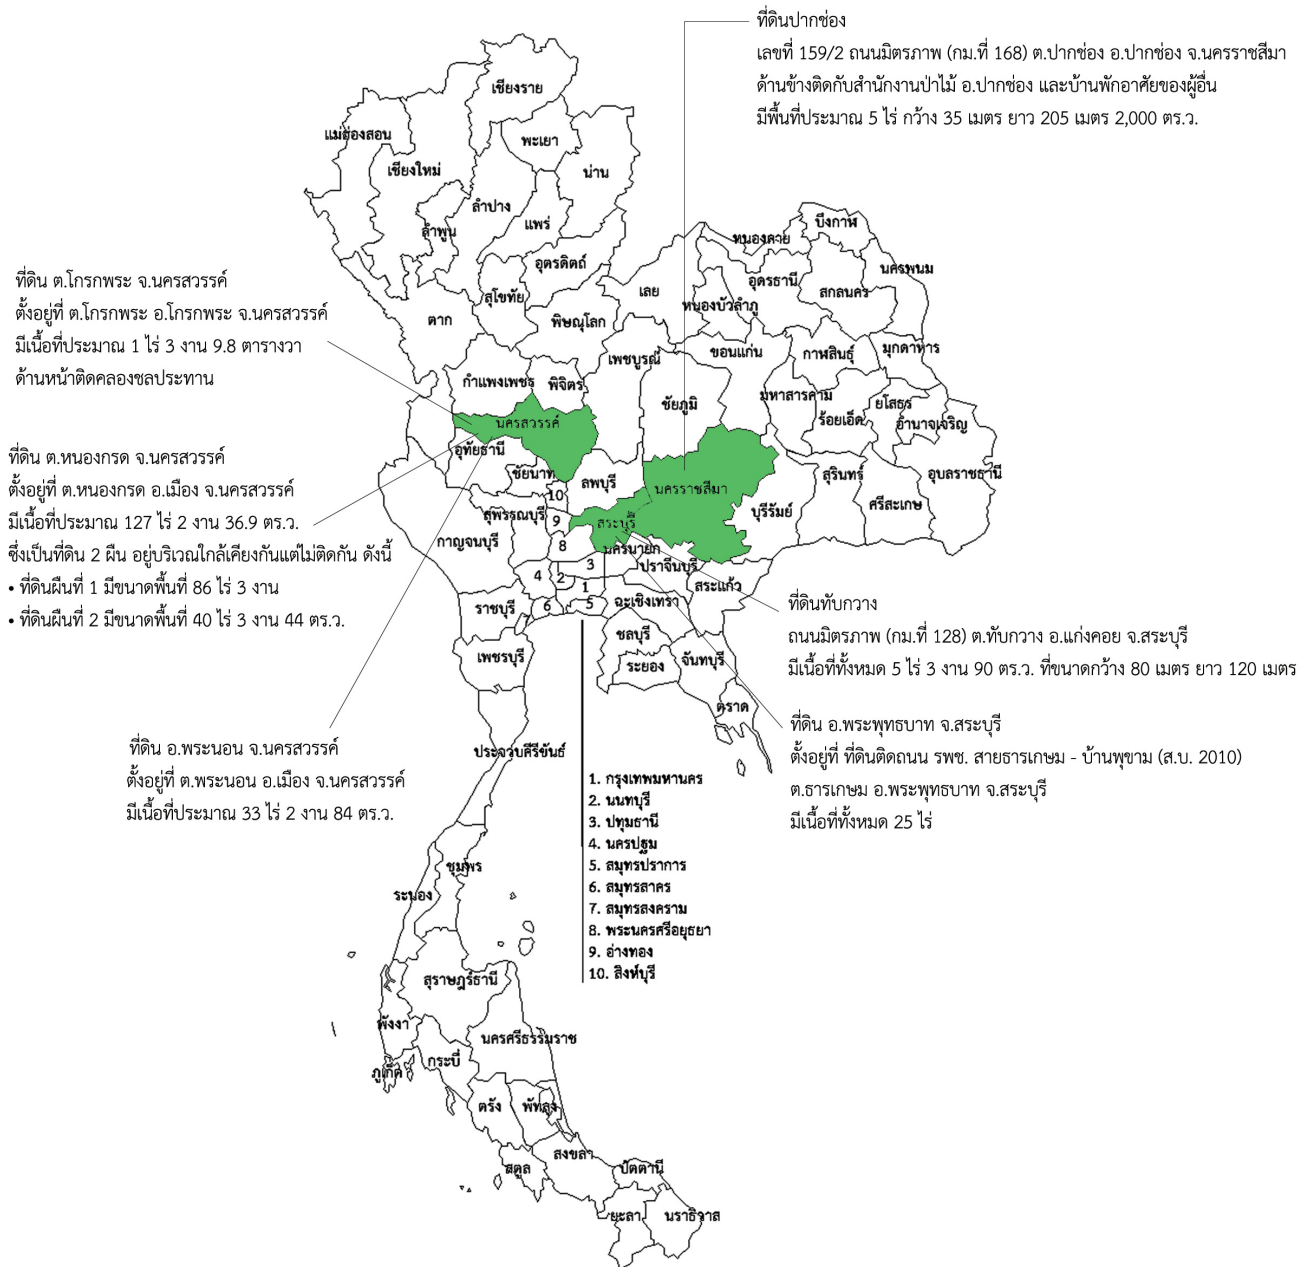 ที่ดินปากช่อง
เลขที่ 159/2 ถนนมิตรภาพ (กม.ที่ 168) ต.ปากช่อง อ.ปากช่อง จ.นครราชสีมา
ด้านข้างติดกับสำนักงานป่าไม้ อ.ปากช่อง และบ้านพักอาศัยของผู้อื่น
มีพื้นที่ประมาณ 5 ไร่ กว้าง 35 เมตร ยาว 205 เมตร 2,000 ตร.ว.
ที่ดิน ต.โกรกพระ จ.นครสวรรค์
ตั้งอยู่ที่ ต.โกรกพระ อ.โกรกพระ จ.นครสวรรค์
มีเนื้อที่ประมาณ 1 ไร่ 3 งาน 9.8 ตารางวา
ด้านหน้าติดคลองชลประทาน
ที่ดิน ต.หนองกรด จ.นครสวรรค์
ตั้งอยู่ที่ ต.หนองกรด อ.เมือง จ.นครสวรรค์
มีเนื้อที่ประมาณ 127 ไร่ 2 งาน 36.9 ตร.ว.
ซึ่งเป็นที่ดิน 2 ผืน อยู่บริเวณใกล้เคียงกันแต่ไม่ติดกัน ดังนี้
• ที่ดินผืนที่ 1 มีขนาดพื้นที่ 86 ไร่ 3 งาน
• ที่ดินผืนที่ 2 มีขนาดพื้นที่ 40 ไร่ 3 งาน 44 ตร.ว.
ที่ดิน อ.พระนอน จ.นครสวรรค์
ตั้งอยู่ที่ ต.พระนอน อ.เมือง จ.นครสวรรค์
มีเนื้อที่ประมาณ 33 ไร่ 2 งาน 84 ตร.ว.
ที่ดินทับกวาง
ถนนมิตรภาพ (กม.ที่ 128) ต.ทับกวาง อ.แก่งคอย จ.สระบุรี
มีเนื้อที่ทั้งหมด 5 ไร่ 3 งาน 90 ตร.ว. ที่ขนาดกว้าง 80 เมตร ยาว 120 เมตร
ที่ดิน อ.พระพุทธบาท จ.สระบุรี
ตั้งอยู่ที่ ที่ดินติดถนน รพช. สายธารเกษม - บ้านพุขาม (ส.บ. 2010)
ต.ธารเกษม อ.พระพุทธบาท จ.สระบุรี
มีเนื้อที่ทั้งหมด 25 ไร่
เชียงราย
แม่ฮ่องสอน
พะเยา
เชียงใหม่
น่าน
ลำปาง
แพร่
ลำพูน
อุตรดิตถ์
สุโขทัย
ตาก
พิษณุโลก
เลย
หนองคาย
บึงกาฬ
อุดรธานี
นครพนม
สกลนคร
หนองบัวลำภู
เพชบูรณ์
ขอนแก่น
กาฬสินธุ์
มุกดาหาร
กำแพงเพชร
พิจิตร
ชัยภูมิ
มหาสารคาม
ร้อยเอ็ด
ยโสธร
อำนาจเจริญ
นครสวรรค์
อุทัยธานี
ชัยนาท
ลพบุรี
นครราชสีมา
บุรีรัมย์
สุรินทร์
ศรีสะเกษ
อุบลราชธานี
10
สุพรรณบุรี
9
สระบุรี
กาญจนบุรี
8
นครนายก
ปราจีนบุรี
สระแก้ว
3
4
2
1
ราชบุรี
6
5
ฉะเชิงเทรา
ชลบุรี
ระยอง
จันทบุรี
ตราด
เพชรบุรี
ประจวบคีรีขันธ์
1. กรุงเทพมหานคร
2. นนทบุรี
3. ปทุมธานี
4. นครปฐม
5. สมุทรปราการ
6. สมุทรสาคร
7. สมุทรสงคราม
8. พระนครศรีอยุธยา
9. อ่างทอง
10. สิงห์บุรี
ชุมพร
ระนอง
สุราษฎร์ธานี
พังงา
นครศรีธรรมราช
กระบี่
ภูเก็ต
ตรัง
พัทลุง
สงขลา
สตูล
ปัตตานี
ยะลา
นราธิวาส